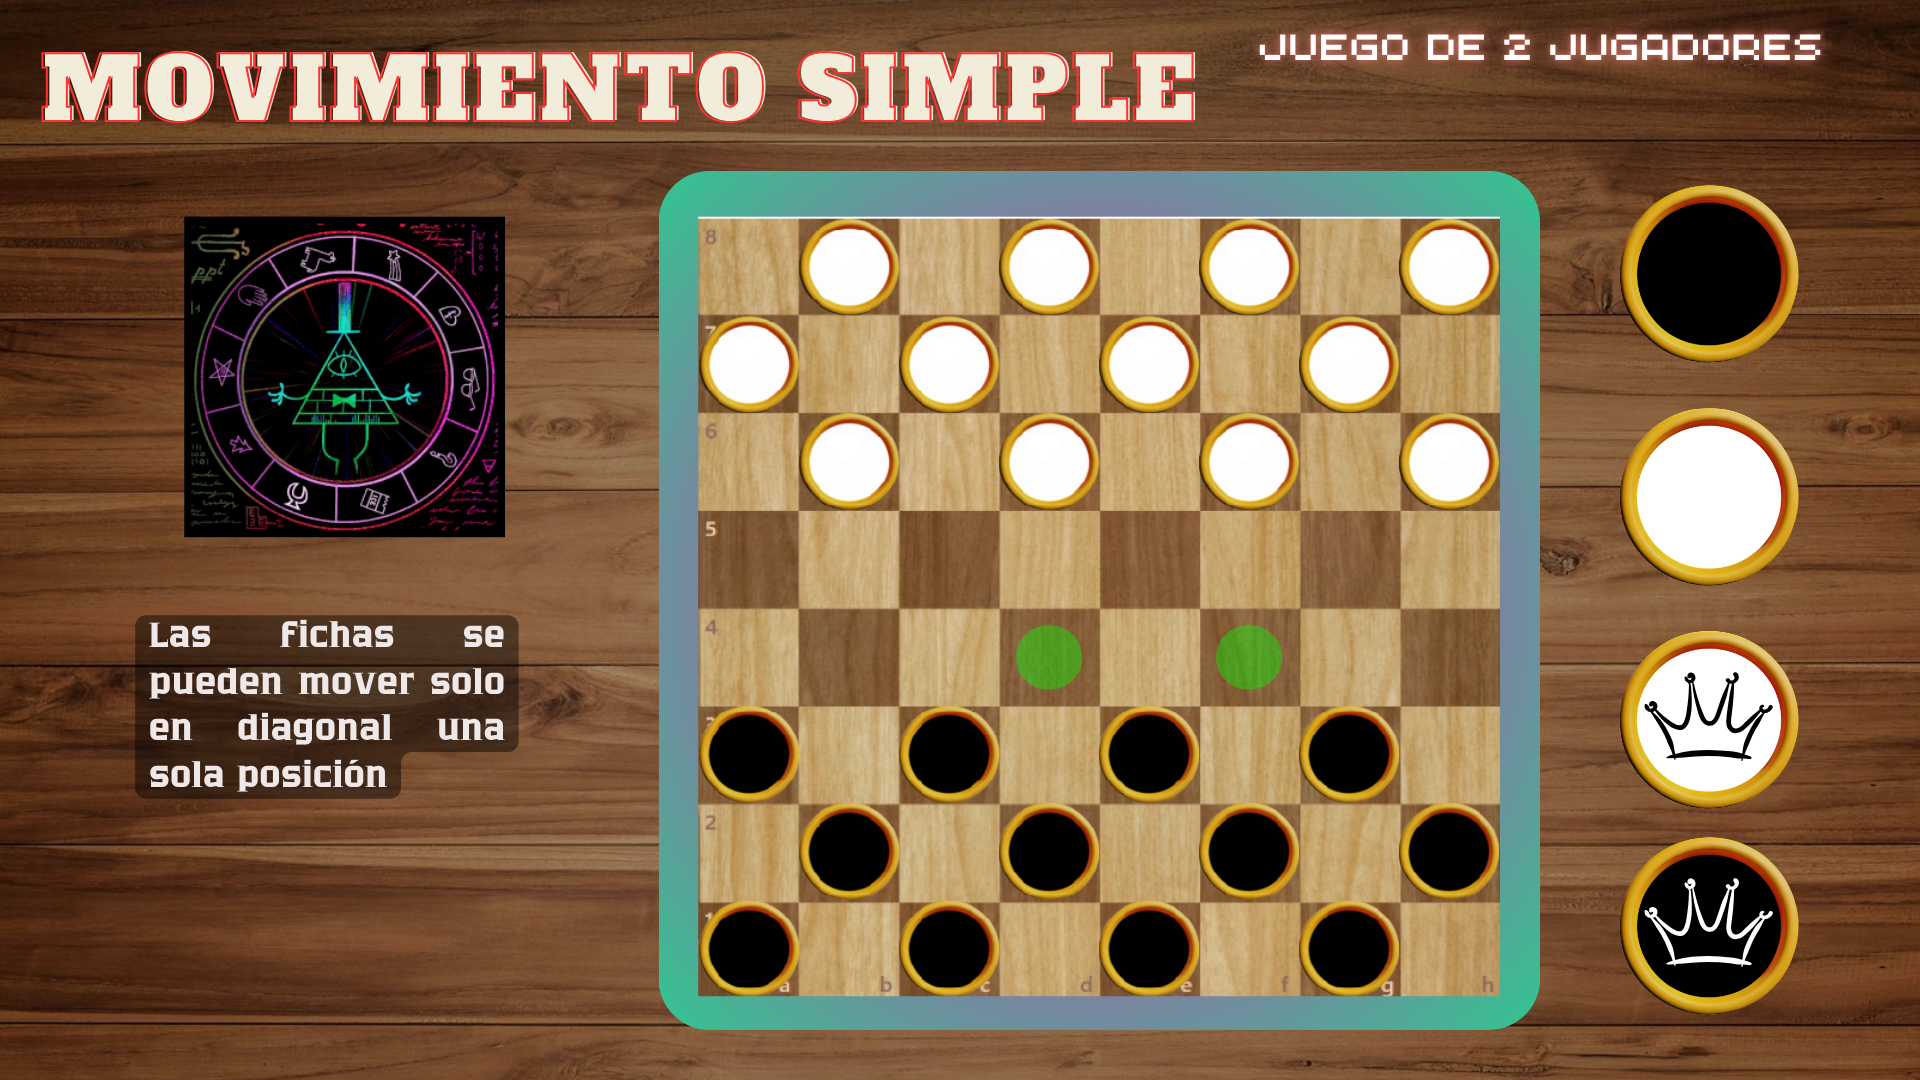 MOVIMIENTO SIMPLE
JUEGO DE 2 JUGADORES
Las fichas se
pueden mover solo
en diagonal una
sola posición
8
7
6
5
4
2
a b c d e f g h